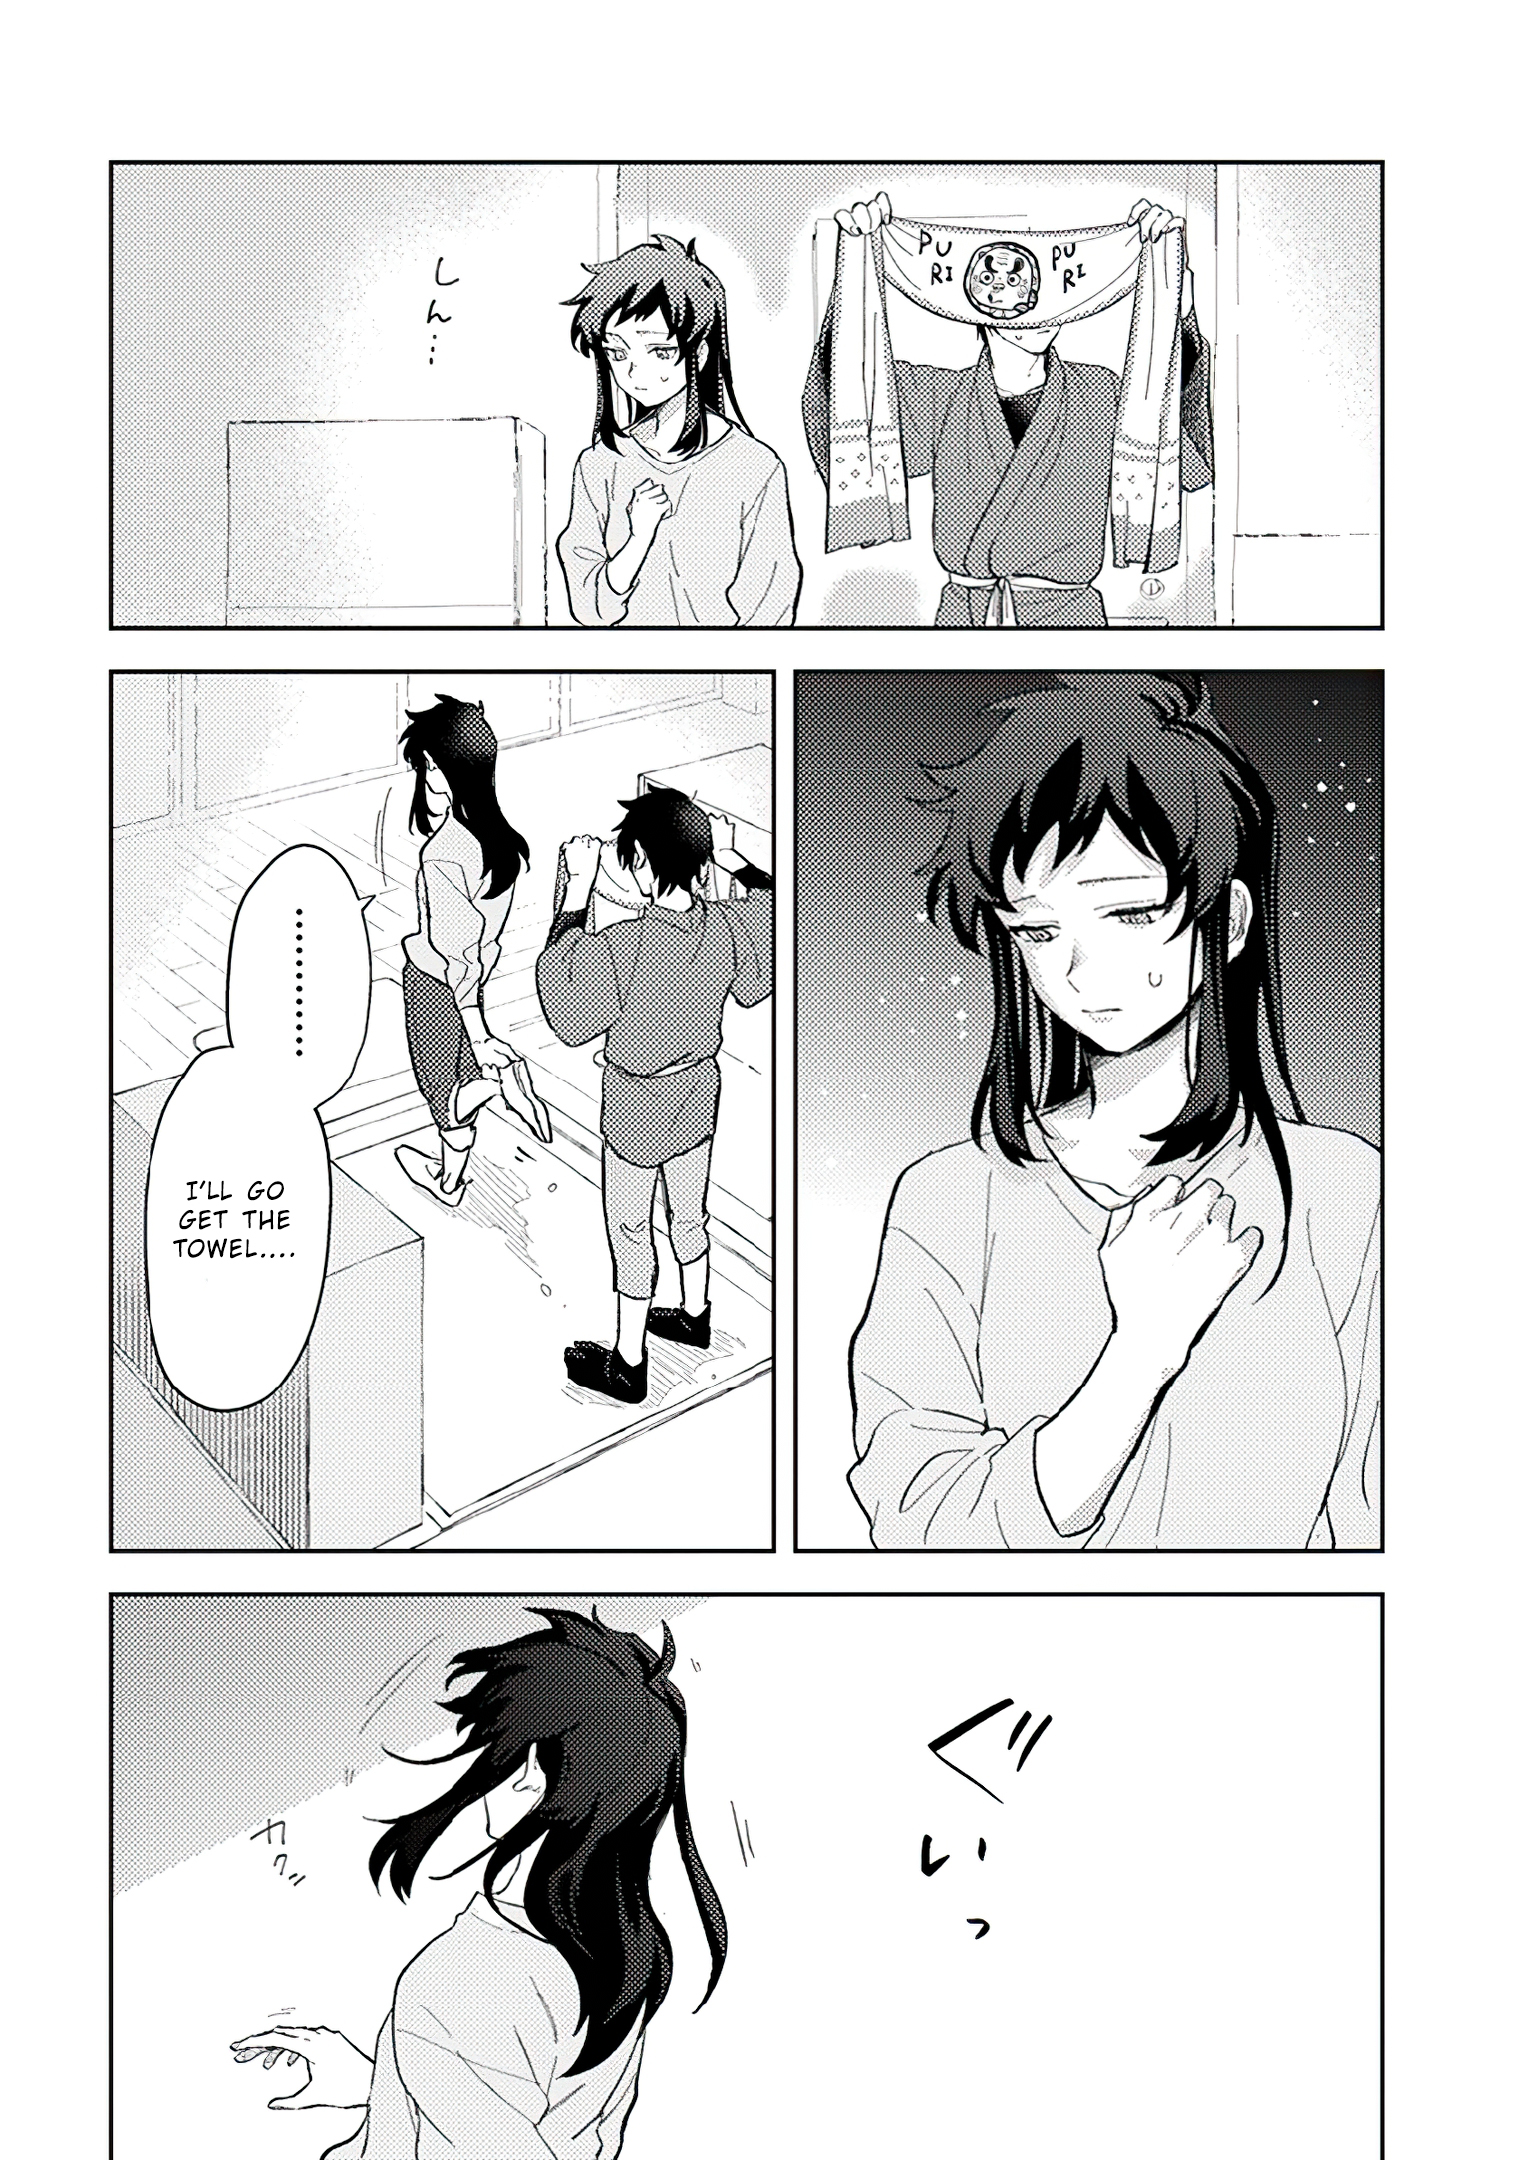 PU
RI
PU
RI
しん…
………
I'LL GO
GET THE
TOWEL....
ぐいっ
カクッ